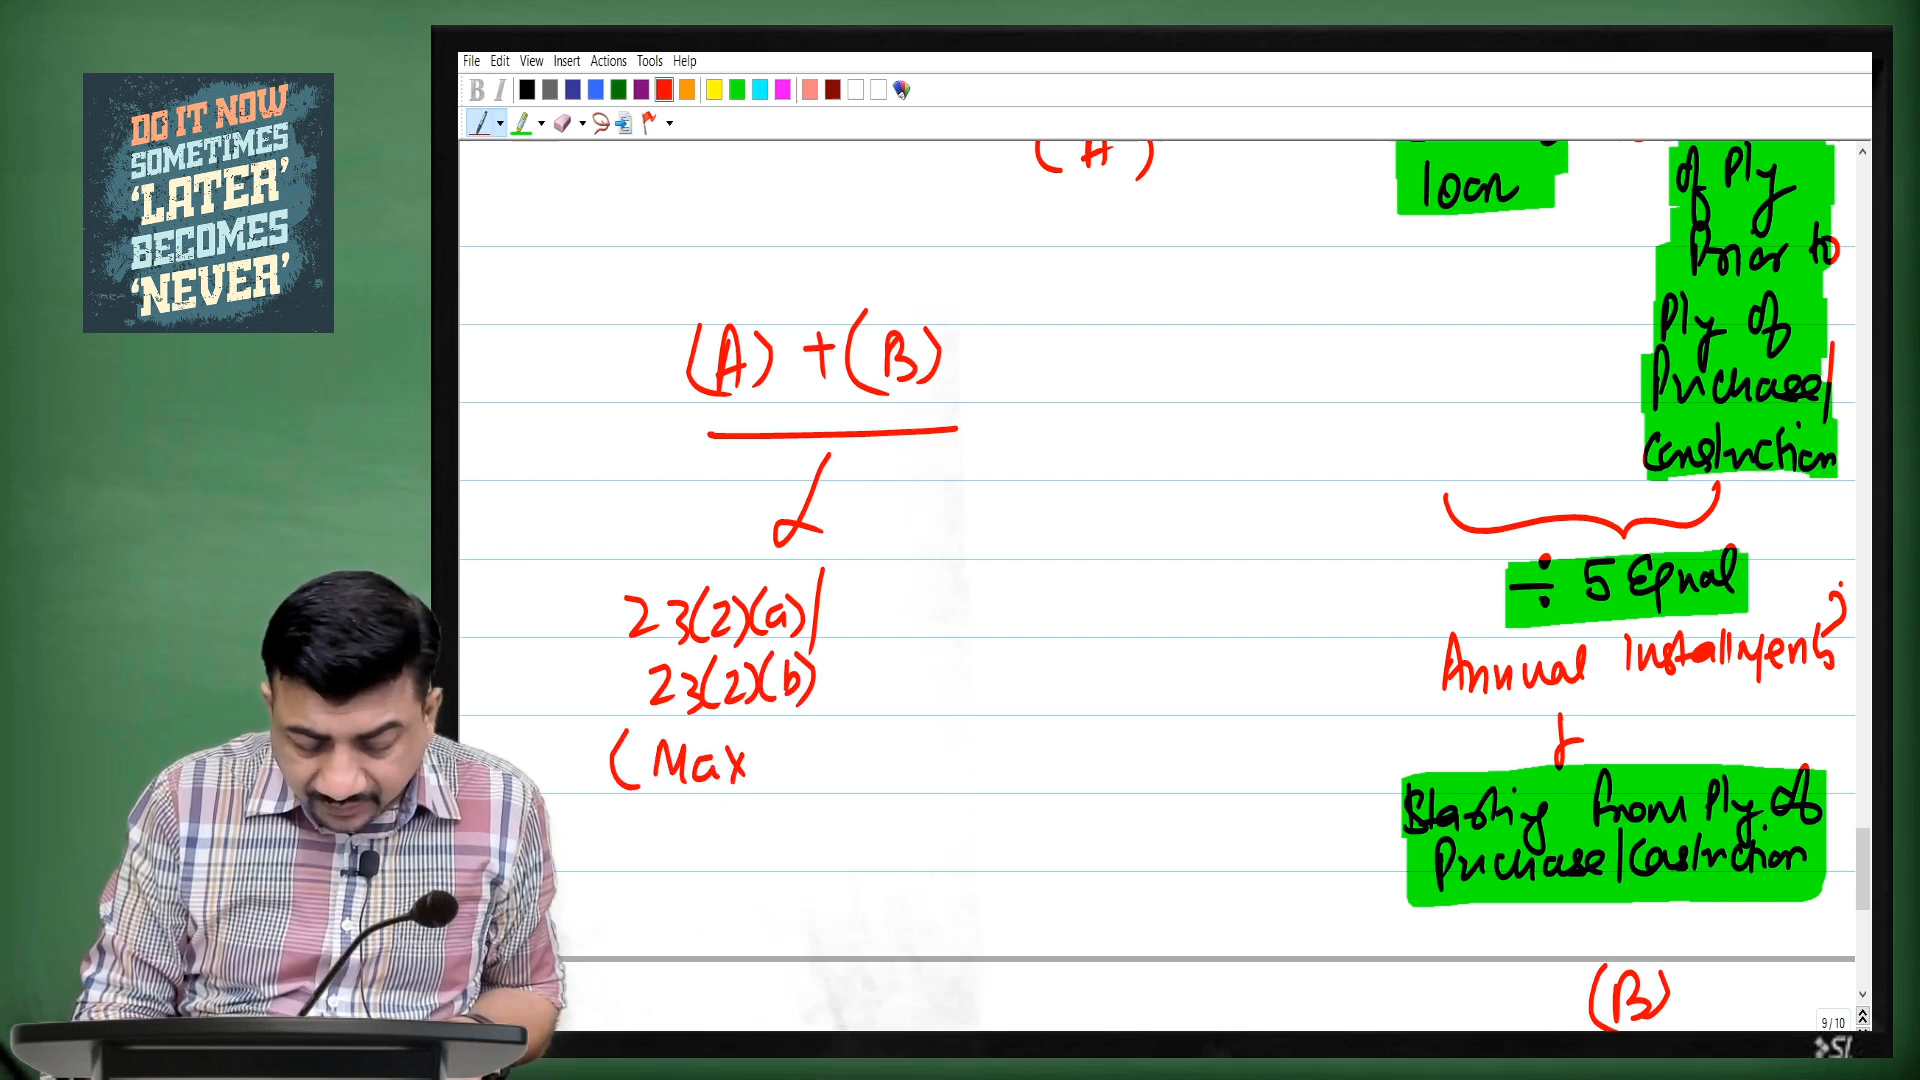 DO IT NOW
SOMETIMES
'LATER'
BECOMES
'NEVER'
File Edit View Insert Actions Tools Help
B I
(A)
loan
of Ply
Prior to
Ply of
Purchase/
Construction
(A) + (B)
÷ 5 Equal
Annual Installments
23(2)(a)/
23(2)(b)
(Max
Starting from Ply of
Purchase/Costruction
(B)
9/10